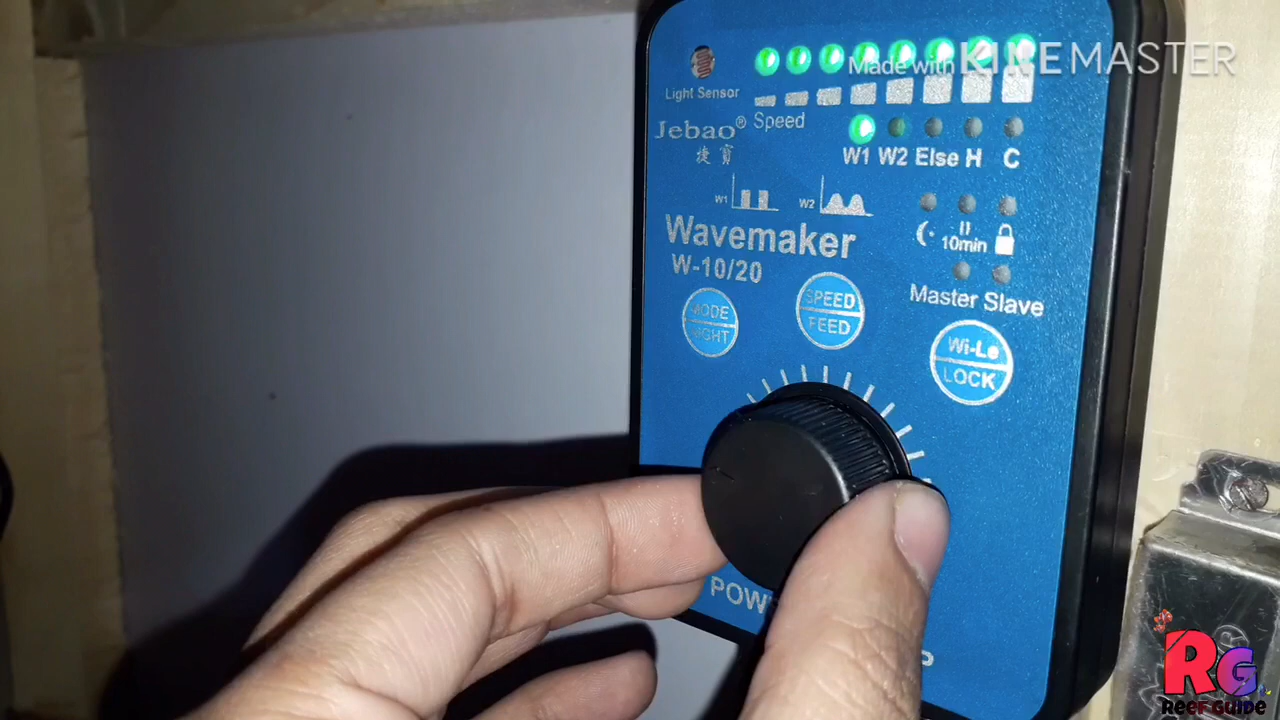 Made with KINEMASTER
Light Sensor
Speed
Jebao®
捷宝
W1 W2 Else H C
W1 W2
10min
Wavemaker
W-10/20
Master Slave
MODE
SPEED
FEED
Wi-Le
LOCK
RG
REEF GUIDE